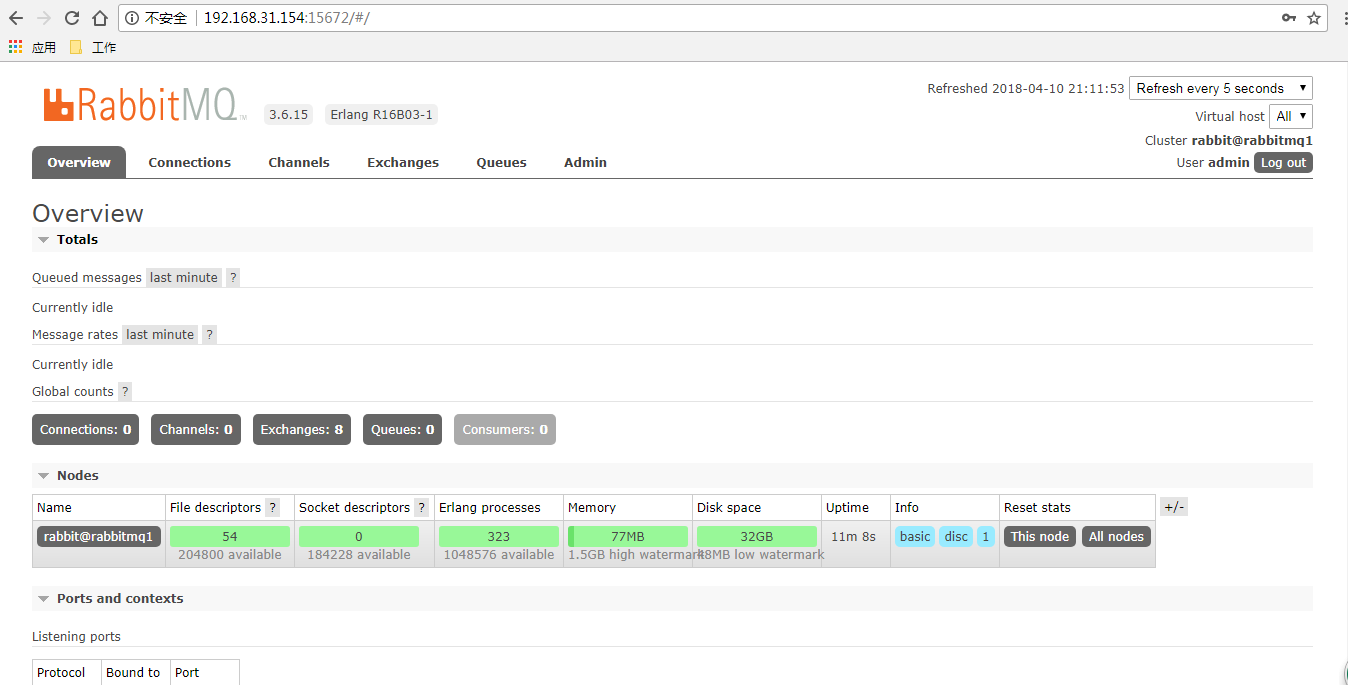 不安全 192.168.31.154:15672/#/
应用 工作
RabbitMQ TM 3.6.15 Erlang R16B03-1
Refreshed 2018-04-10 21:11:53 Refresh every 5 seconds
Virtual host All
Cluster rabbit@rabbitmq1
User admin Log out
Overview Connections Channels Exchanges Queues Admin
Overview
Totals
Queued messages last minute ?
Currently idle
Message rates last minute ?
Currently idle
Global counts ?
Connections: 0 Channels: 0 Exchanges: 8 Queues: 0 Consumers: 0
Nodes
Name File descriptors ? Socket descriptors ? Erlang processes Memory Disk space Uptime Info Reset stats +/-
rabbit@rabbitmq1 54 0 323 77MB 32GB 11m 8s basic disc 1 This node All nodes
204800 available 184228 available 1048576 available 1.5GB high watermark 48MB low watermark
Ports and contexts
Listening ports
Protocol Bound to Port